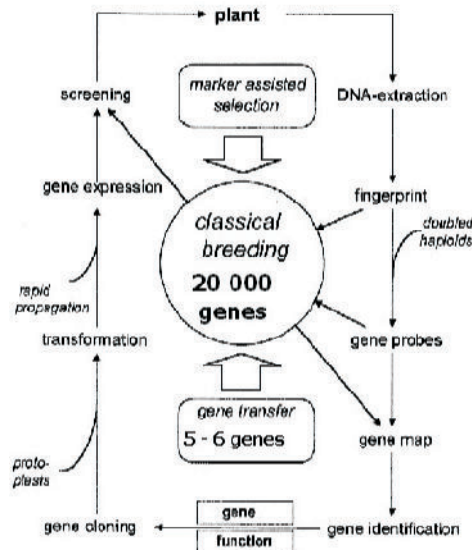 plant
marker assisted
selection
screening
DNA-extraction
gene expression
fingerprint
classical
breeding
20 000
genes
doubled
haploids
rapid
propagation
transformation
gene probes
gene transfer
5 - 6 genes
gene map
proto-
plasts
gene
function
gene cloning
gene identification